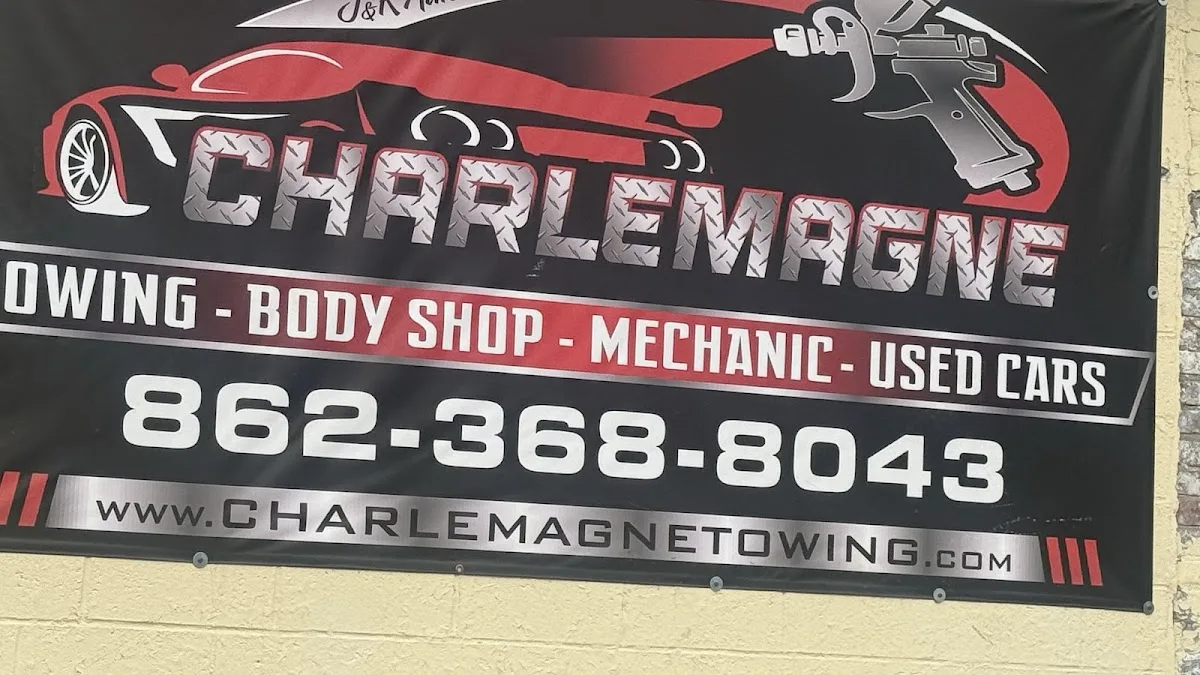 J&R
CHARLEMAGNE
OWING - BODY SHOP - MECHANIC - USED CARS
862-368-8043
www.CHARLEMAGNETOWING.COM